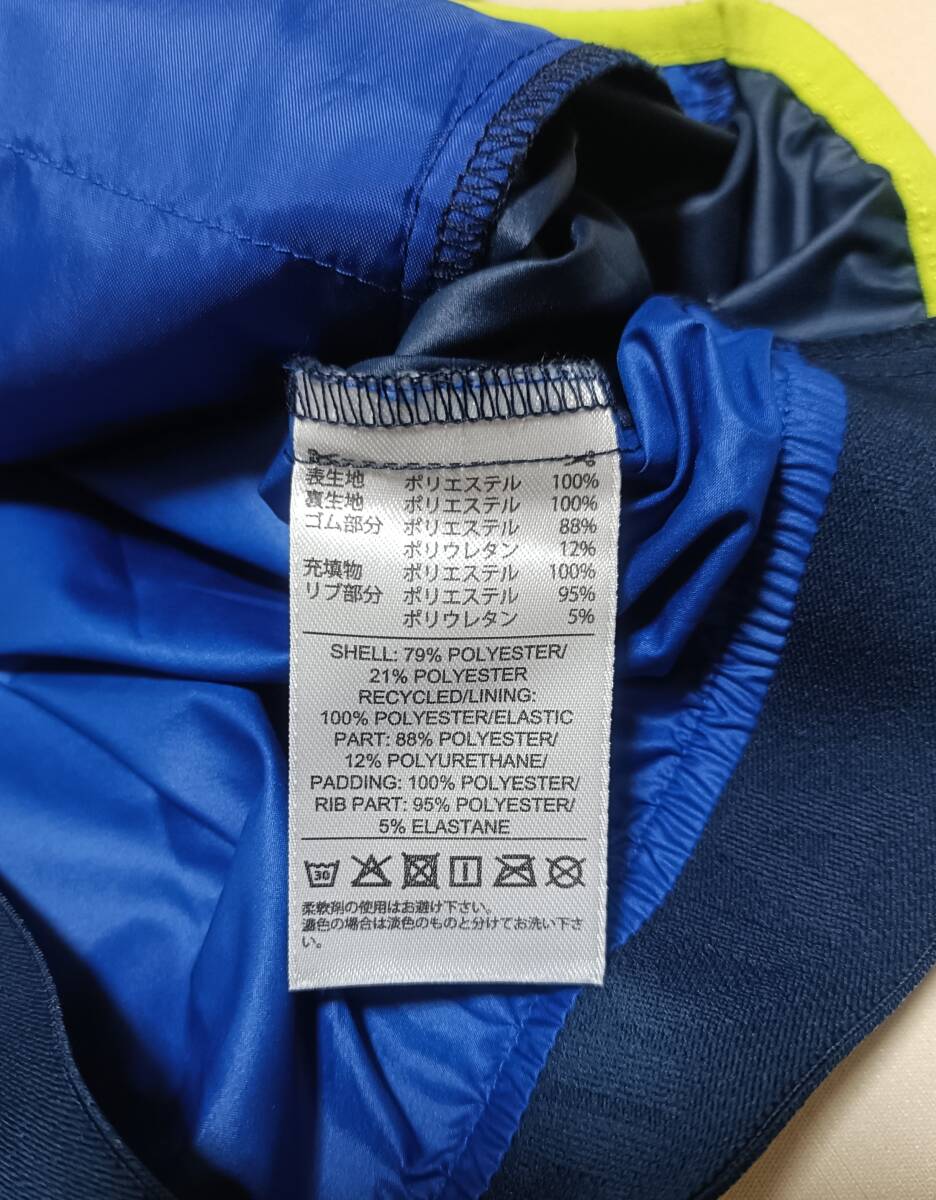 表生地 ポリエステル 100%
裏生地 ポリエステル 100%
ゴム部分 ポリエステル 88%
ポリウレタン 12%
充填物 ポリエステル 100%
リブ部分 ポリエステル 95%
ポリウレタン 5%
SHELL: 79% POLYESTER/
21% POLYESTER
RECYCLED/LINING:
100% POLYESTER/ELASTIC
PART: 88% POLYESTER/
12% POLYURETHANE/
PADDING: 100% POLYESTER/
RIB PART: 95% POLYESTER/
5% ELASTANE
30
柔軟剤の使用はお避け下さい。
濃色の場合は淡色のものと分けてお洗い下さ
い。